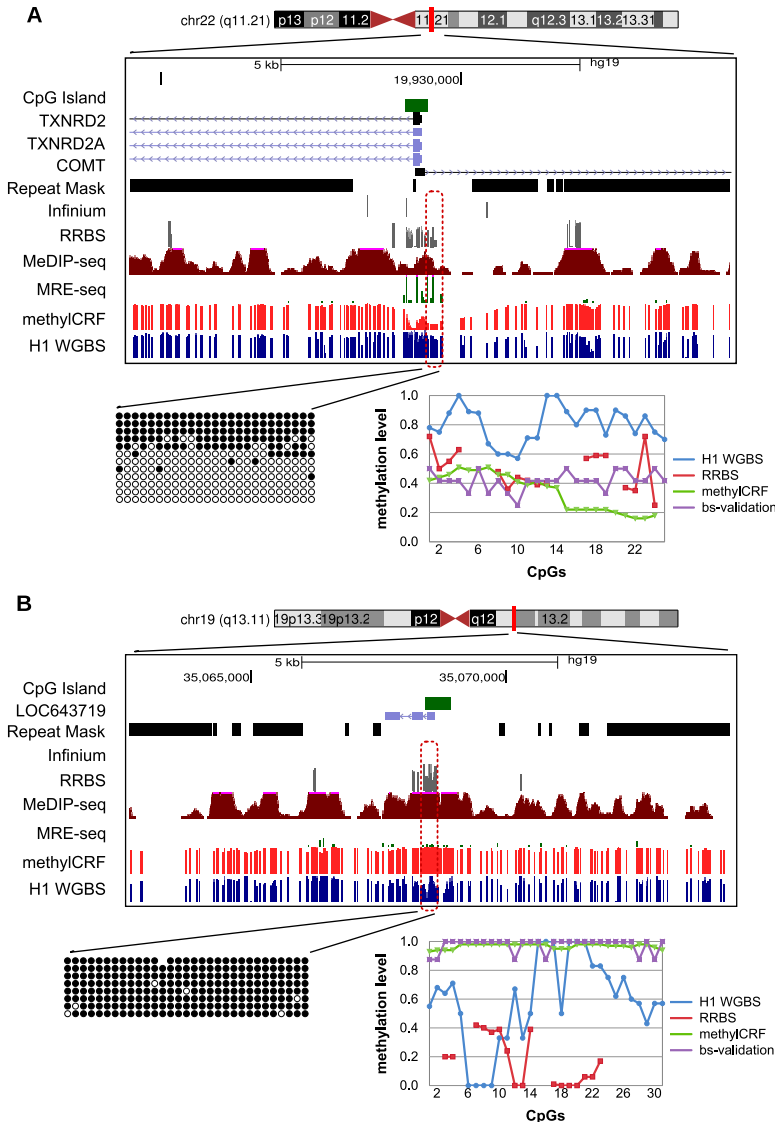 A
chr22 (q11.21) p13 p12 11.2 11.21 12.1 q12.3 13.1 13.2 13.31
5 kb hg19
19,930,000
CpG Island
TXNRD2
TXNRD2A
COMT
Repeat Mask
Infinium
RRBS
MeDIP-seq
MRE-seq
methylCRF
H1 WGBS
methylation level
1.0
0.8
0.6
0.4
0.2
0.0
2 6 10 14 18 22
CpGs
H1 WGBS
RRBS
methylCRF
bs-validation
B
chr19 (q13.11) 19p13.3 19p13.2 p12 q12 13.2
5 kb hg19
35,065,000 35,070,000
CpG Island
LOC643719
Repeat Mask
Infinium
RRBS
MeDIP-seq
MRE-seq
methylCRF
H1 WGBS
methylation level
1.0
0.8
0.6
0.4
0.2
0.0
2 6 10 14 18 22 26 30
CpGs
H1 WGBS
RRBS
methylCRF
bs-validation